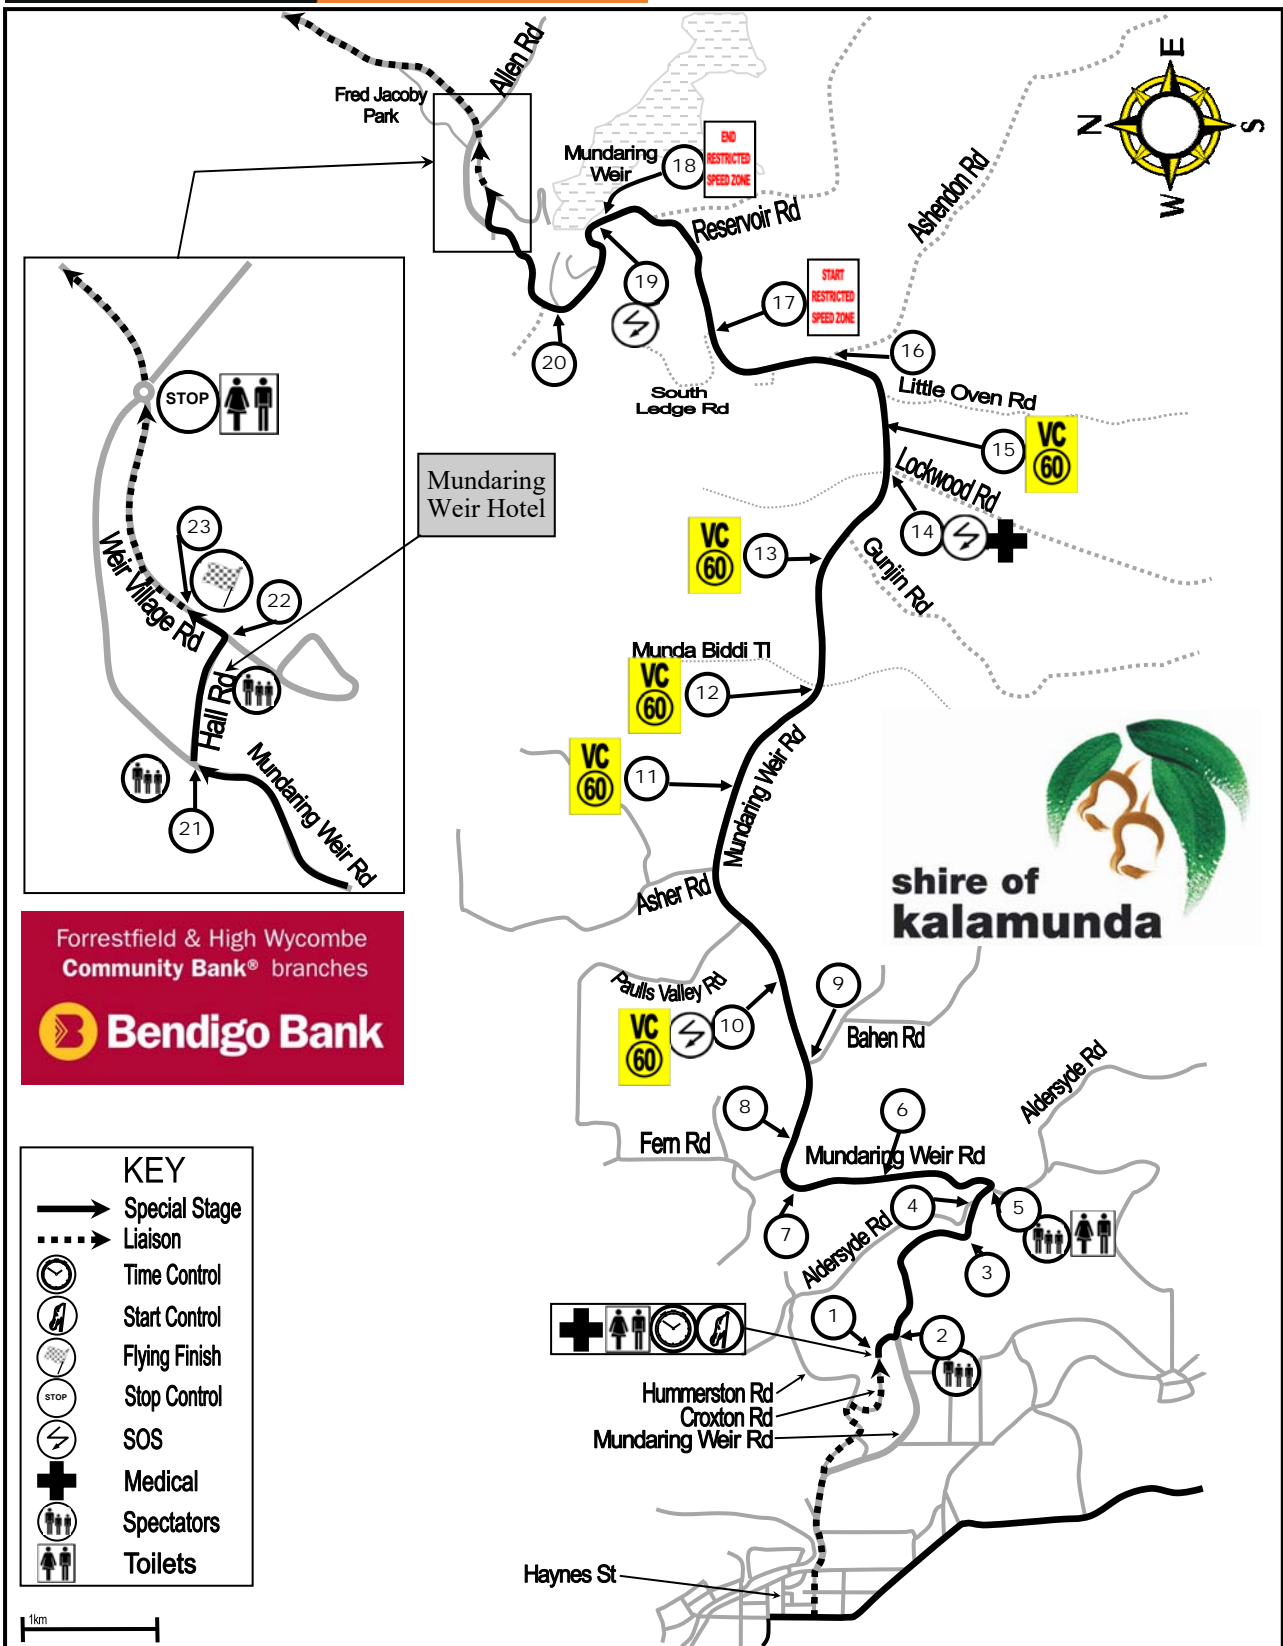 E
N
S
W
Allen Rd
Fred Jacoby
Park
Mundaring
Weir
18
END
RESTRICTED
SPEED ZONE
Reservoir Rd
Ashendon Rd
19
17
START
RESTRICTED
SPEED ZONE
20
16
South
Ledge Rd
Little Oven Rd
15
VC
60
Lockwood Rd
14
VC
60
13
Gunjin Rd
Munda Biddi Tl
VC
60
12
VC
60
11
Mundaring Weir Rd
Asher Rd
STOP
Mundaring
Weir Hotel
23
22
Weir Village Rd
Hall Rd
Mundaring Weir Rd
21
shire of
kalamunda
Forrestfield & High Wycombe
Community Bank® branches
B
Bendigo Bank
Paulls Valley Rd
VC
60
10
9
Bahen Rd
8
6
Fern Rd
Mundaring Weir Rd
Aldersyde Rd
4
5
7
Aldersyde Rd
3
1
2
Hummerston Rd
Croxton Rd
Mundaring Weir Rd
Haynes St
KEY
Special Stage
Liaison
Time Control
Start Control
Flying Finish
STOP
Stop Control
SOS
Medical
Spectators
Toilets
1km